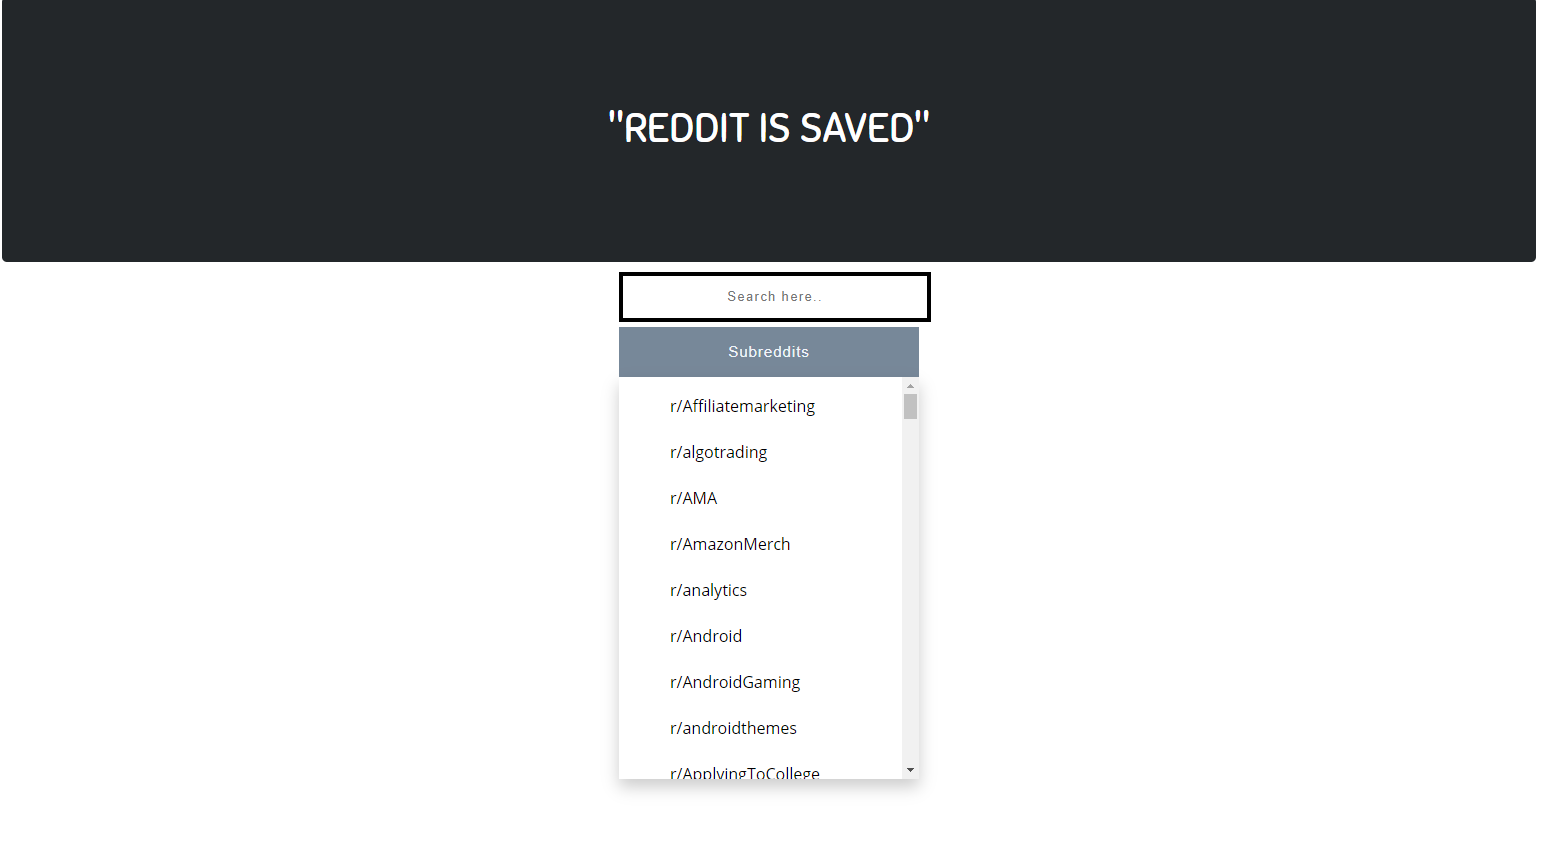 "REDDIT IS SAVED"
Search here..
Subreddits
r/Affiliatemarketing
r/algotrading
r/AMA
r/AmazonMerch
r/analytics
r/Android
r/AndroidGaming
r/androidthemes
r/ApplyingToCollege